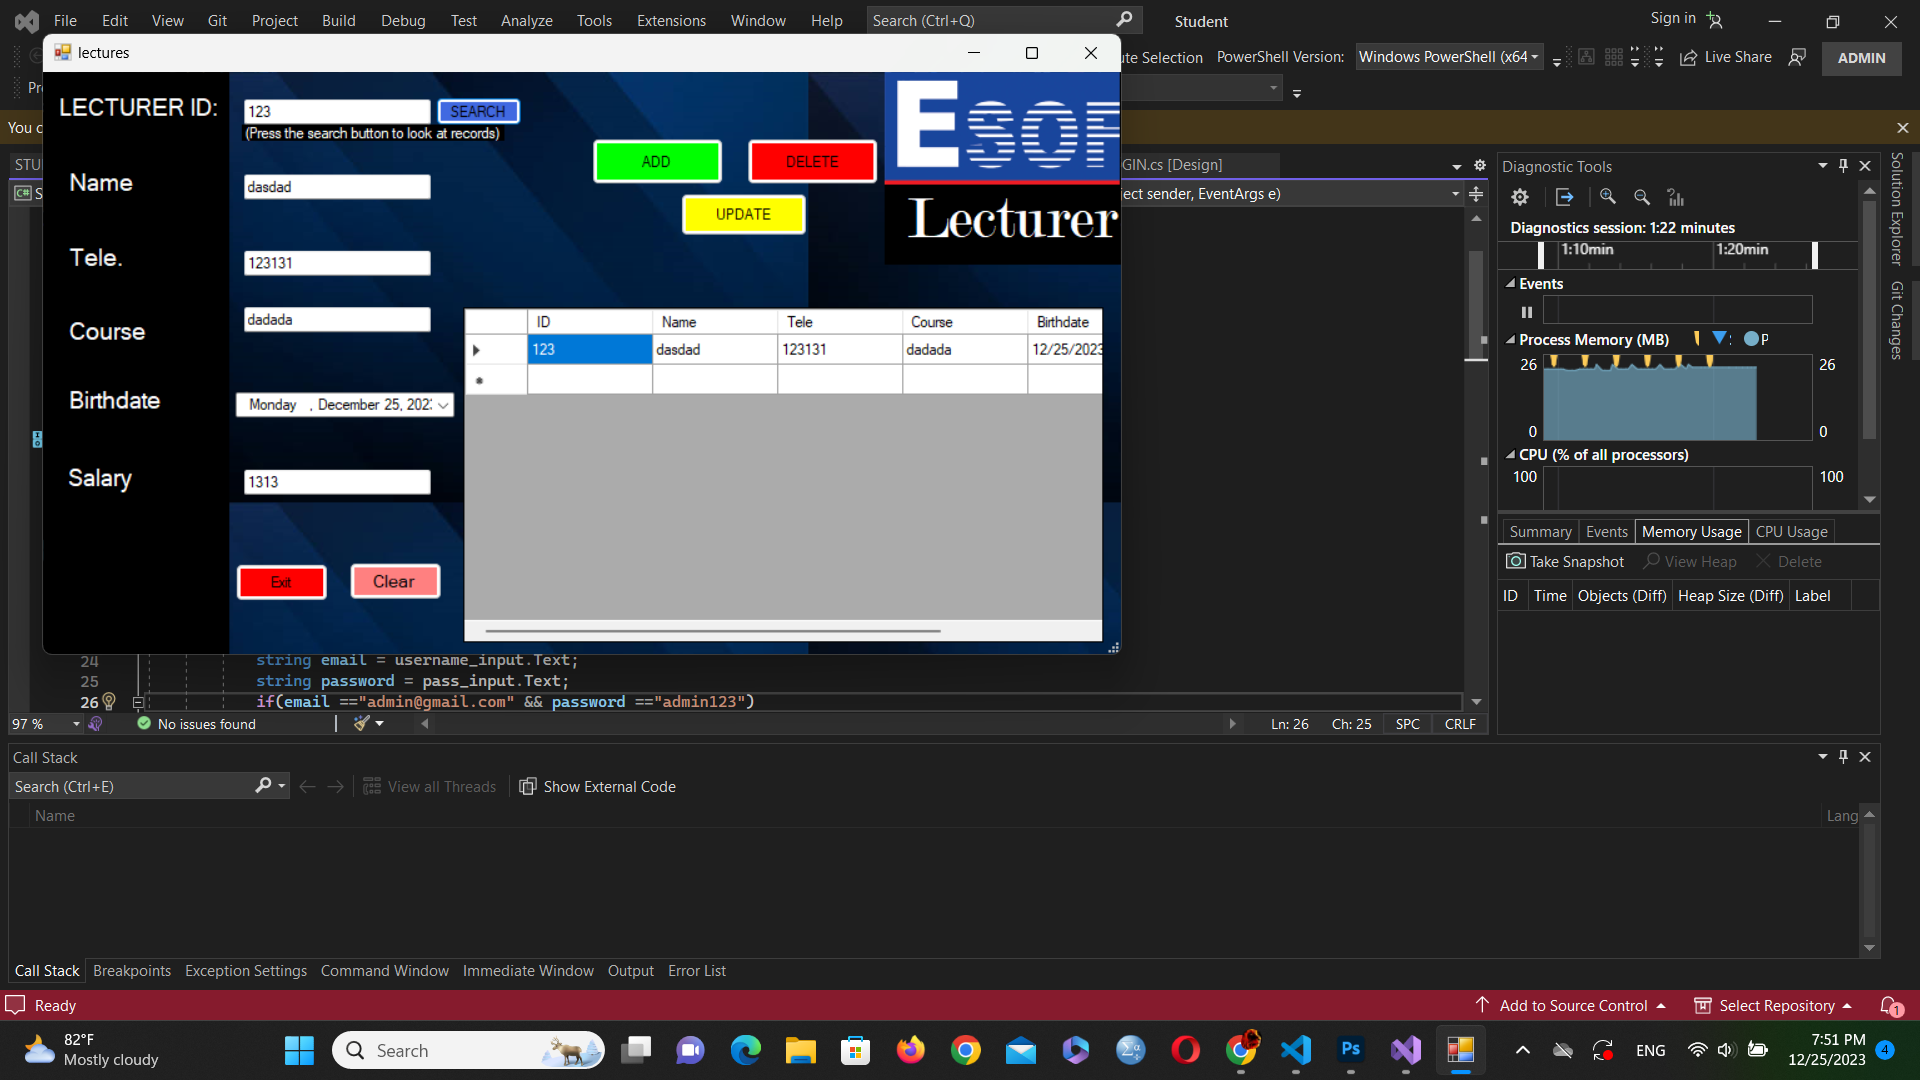 File Edit View Git Project Build Debug Test Analyze Tools Extensions Window Help Search (Ctrl+Q) Student Sign in
lectures
Selection PowerShell Version: Windows PowerShell (x64 Live Share ADMIN
LECTURER ID: 123 SEARCH
(Press the search button to look at records)
You
Name dasdad
Tele. 123131
dadada
Course
Birthdate Monday , December 25, 202
Salary 1313
Exit Clear
ADD DELETE
UPDATE
ESOF
Lecturer
ID Name Tele Course Birthdate
123 dasdad 123131 dadada 12/25/2023
GIN.cs [Design]
ect sender, EventArgs e)
24 string email = username_input.Text;
25 string password = pass_input.Text;
26 if(email =="admin@gmail.com" && password =="admin123")
97 % No issues found Ln: 26 Ch: 25 SPC CRLF
Diagnostic Tools
Diagnostics session: 1:22 minutes
1:10min 1:20min
Events
Process Memory (MB) P
26 26
0 0
CPU (% of all processors)
100 100
Summary Events Memory Usage CPU Usage
Take Snapshot View Heap Delete
ID Time Objects (Diff) Heap Size (Diff) Label
Solution Explorer
Git Changes
Call Stack
Search (Ctrl+E) View all Threads Show External Code
Name Lang
Call Stack Breakpoints Exception Settings Command Window Immediate Window Output Error List
Ready Add to Source Control Select Repository 1
82°F
Mostly cloudy
Search
Ps
ENG
7:51 PM
12/25/2023
4